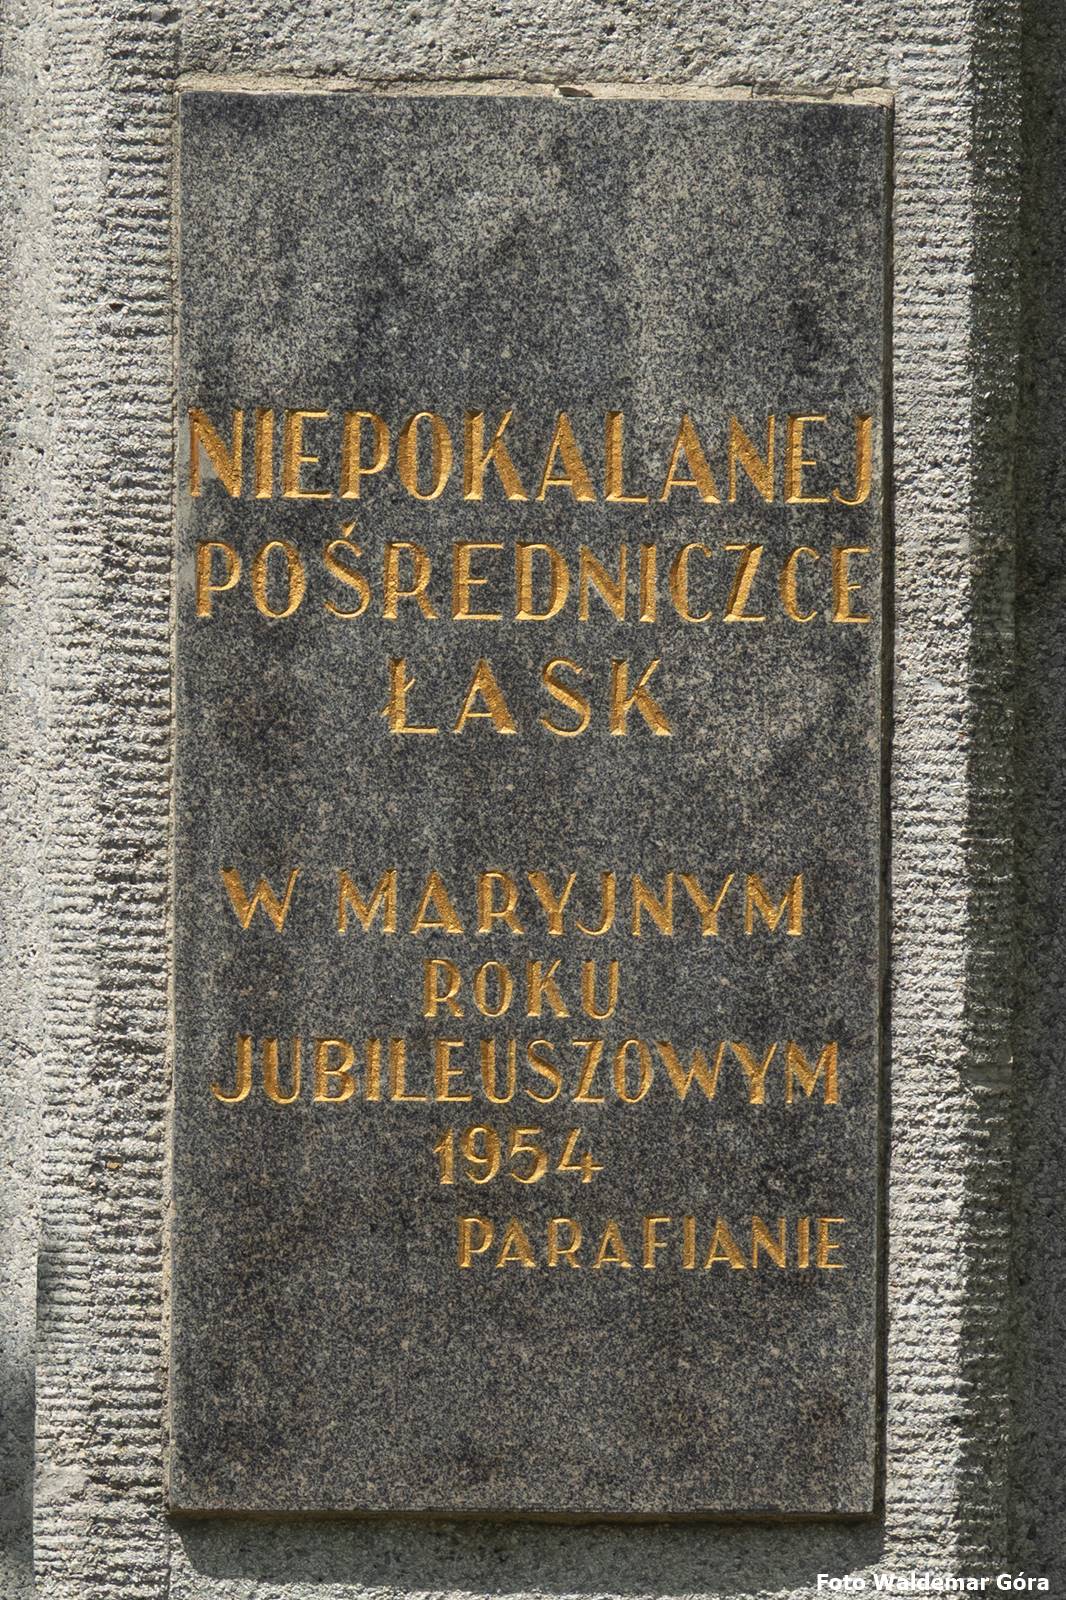 NIEPOKALANEJ
POŚREDNICZCE
ŁASK
W MARYJNYM
ROKU
JUBILEUSZOWYM
1954
PARAFIANIE
Foto Waldemar Góra